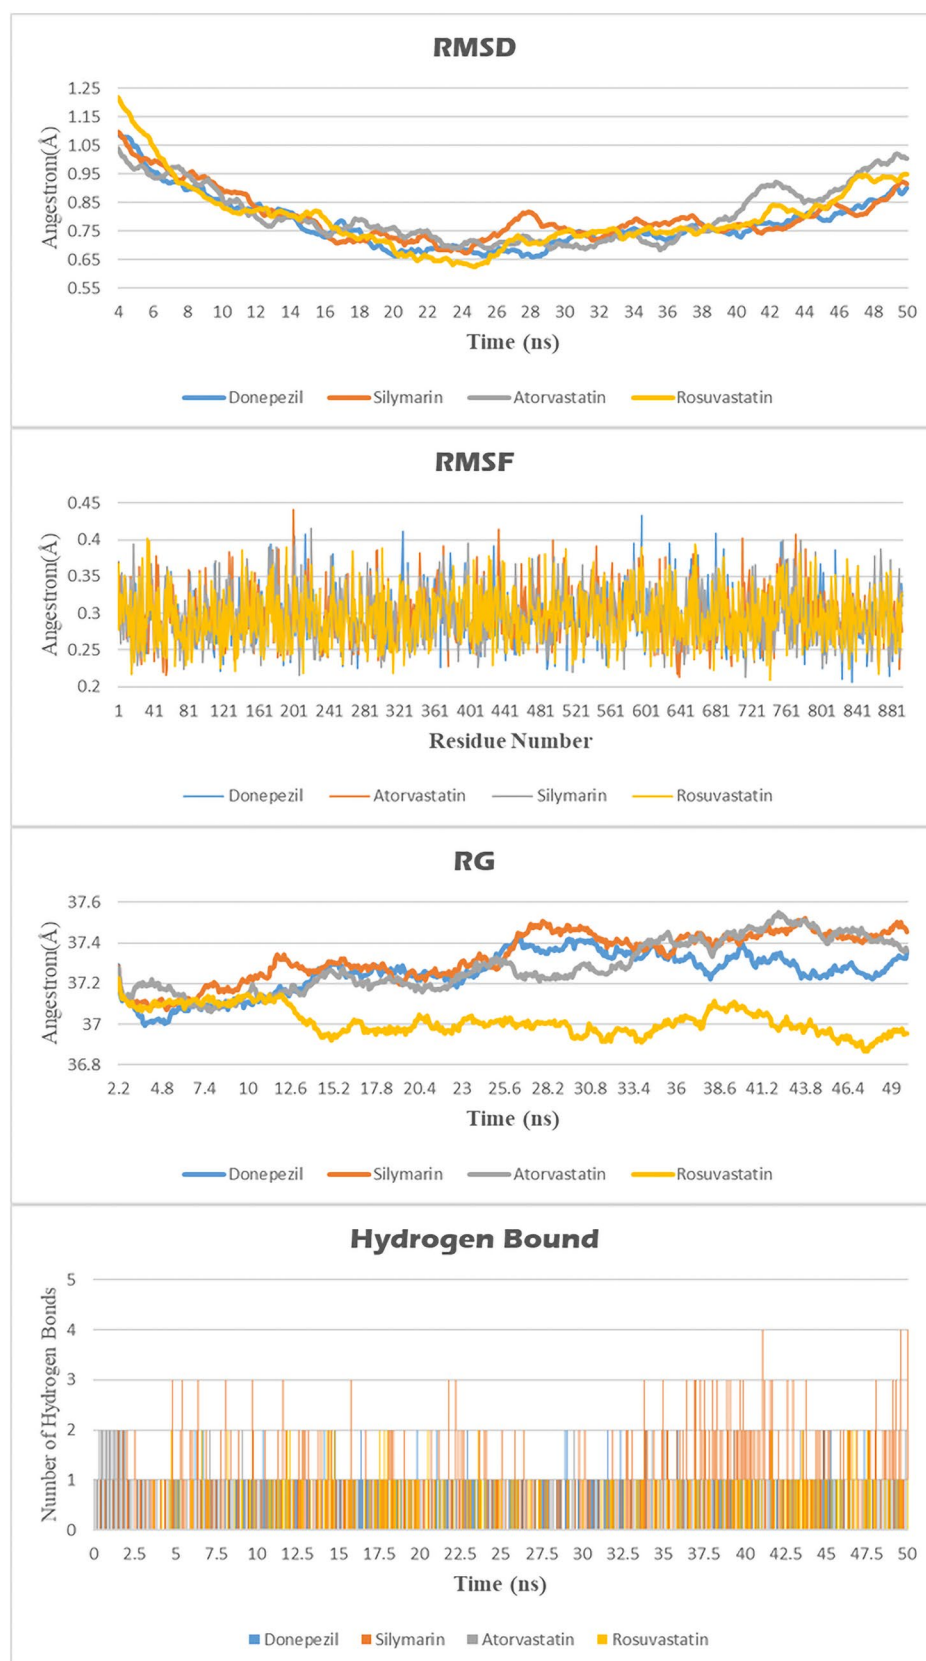 RMSD
1.25
1.15
1.05
0.95
0.85
0.75
0.65
0.55
Angestrom(Å)
4 6 8 10 12 14 16 18 20 22 24 26 28 30 32 34 36 38 40 42 44 46 48 50
Time (ns)
Donepezil Silymarin Atorvastatin Rosuvastatin
RMSF
0.45
0.4
0.35
0.3
0.25
0.2
Angestrom(Å)
1 41 81 121 161 201 241 281 321 361 401 441 481 521 561 601 641 681 721 761 801 841 881
Residue Number
Donepezil Atorvastatin Silymarin Rosuvastatin
RG
37.6
37.4
37.2
37
36.8
Angestrom(Å)
2.2 4.8 7.4 10 12.6 15.2 17.8 20.4 23 25.6 28.2 30.8 33.4 36 38.6 41.2 43.8 46.4 49
Time (ns)
Donepezil Silymarin Atorvastatin Rosuvastatin
Hydrogen Bound
5
4
3
2
1
0
Number of Hydrogen Bonds
0 2.5 5 7.5 10 12.5 15 17.5 20 22.5 25 27.5 30 32.5 35 37.5 40 42.5 45 47.5 50
Time (ns)
Donepezil Silymarin Atorvastatin Rosuvastatin